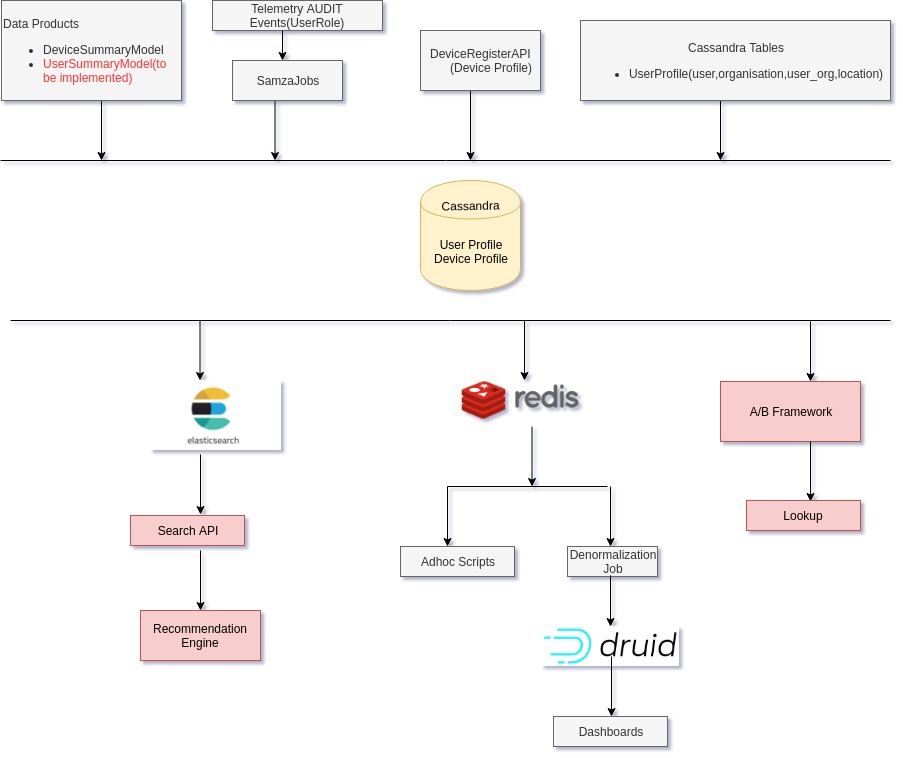 Data Products
DeviceSummaryModel
UserSummaryModel(to
be implemented)
Telemetry AUDIT
Events(UserRole)
SamzaJobs
DeviceRegisterAPI
(Device Profile)
Cassandra Tables
UserProfile(user,organisation,user_org,location)
Cassandra
User Profile
Device Profile
elasticsearch
redis
A/B Framework
Search API
Lookup
Adhoc Scripts
Denormalization
Job
Recommendation
Engine
druid
Dashboards